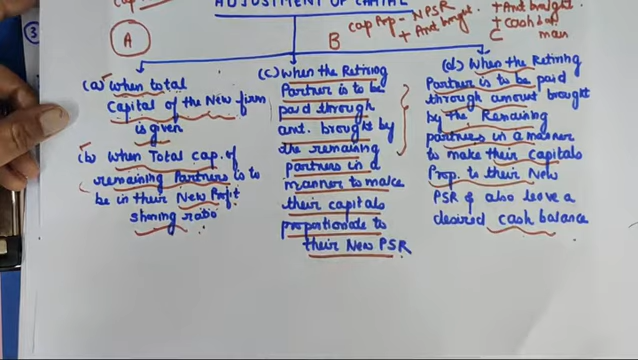 ADJUSTMENT OF CAPITAL
cap prop - NPSR
+ Amt brought.
+ Amt brought.
+ Cash
C
A
B
3
(a) When total
Capital of the New firm
is given
(b) When Total cap. of
remaining Partners is to
be in their New Profit
sharing ratio
(c) When the Retiring
Partner is to be
paid through
amt. brought by
the remaining
partners in a
manner to make
their capitals
proportionate to
their New PSR.
(d) When the Retiring
Partner is to be paid
through amount brought
by the Remaining
partners in a manner
to make their capitals
Prop. to their New
PSR & also leave a
desired cash balance